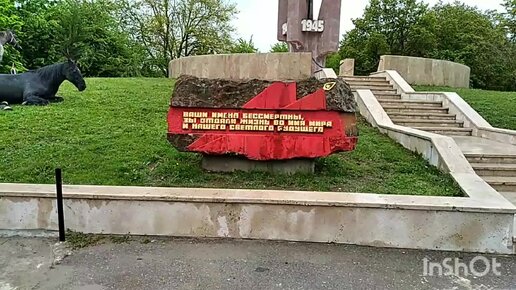 1945
ВАШИ ИМЕНА БЕССМЕРТНЫ,
ВЫ ОТДАЛИ ЖИЗНЬ ВО ИМЯ МИРА
И НАШЕГО СВЕТЛОГО БУДУЩЕГО
InShot